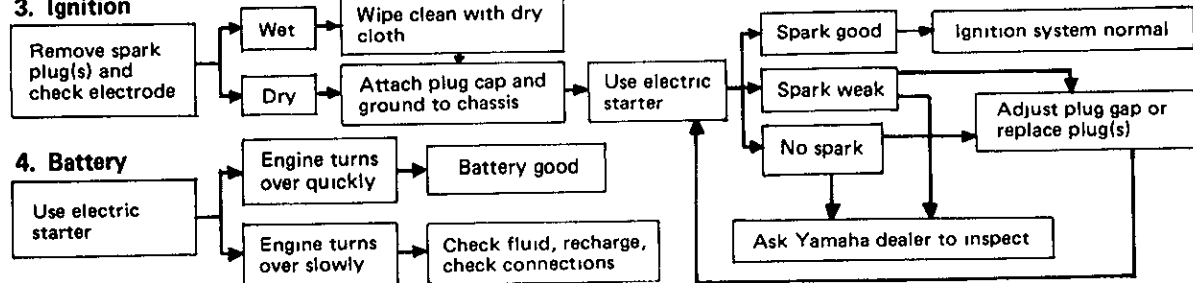 3. Ignition
Remove spark
plug(s) and
check electrode
Wet
Wipe clean with dry
cloth
Dry
Attach plug cap and
ground to chassis
Use electric
starter
Spark good
Ignition system normal
Spark weak
No spark
Adjust plug gap or
replace plug(s)
Ask Yamaha dealer to inspect
4. Battery
Use electric
starter
Engine turns
over quickly
Battery good
Engine turns
over slowly
Check fluid, recharge,
check connections